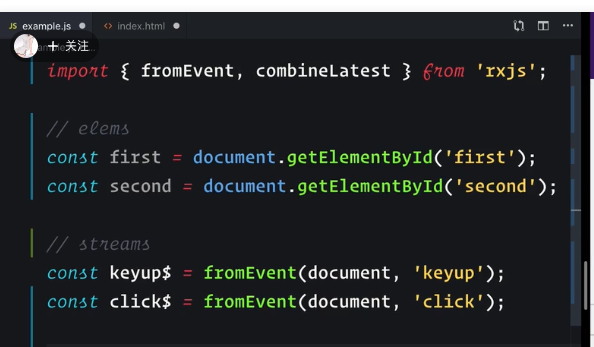 JS example.js
<> index.html
example...
+ 关注
import { fromEvent, combineLatest } from 'rxjs';
// elems
const first = document.getElementById('first');
const second = document.getElementById('second');
// streams
const keyup$ = fromEvent(document, 'keyup');
const click$ = fromEvent(document, 'click');